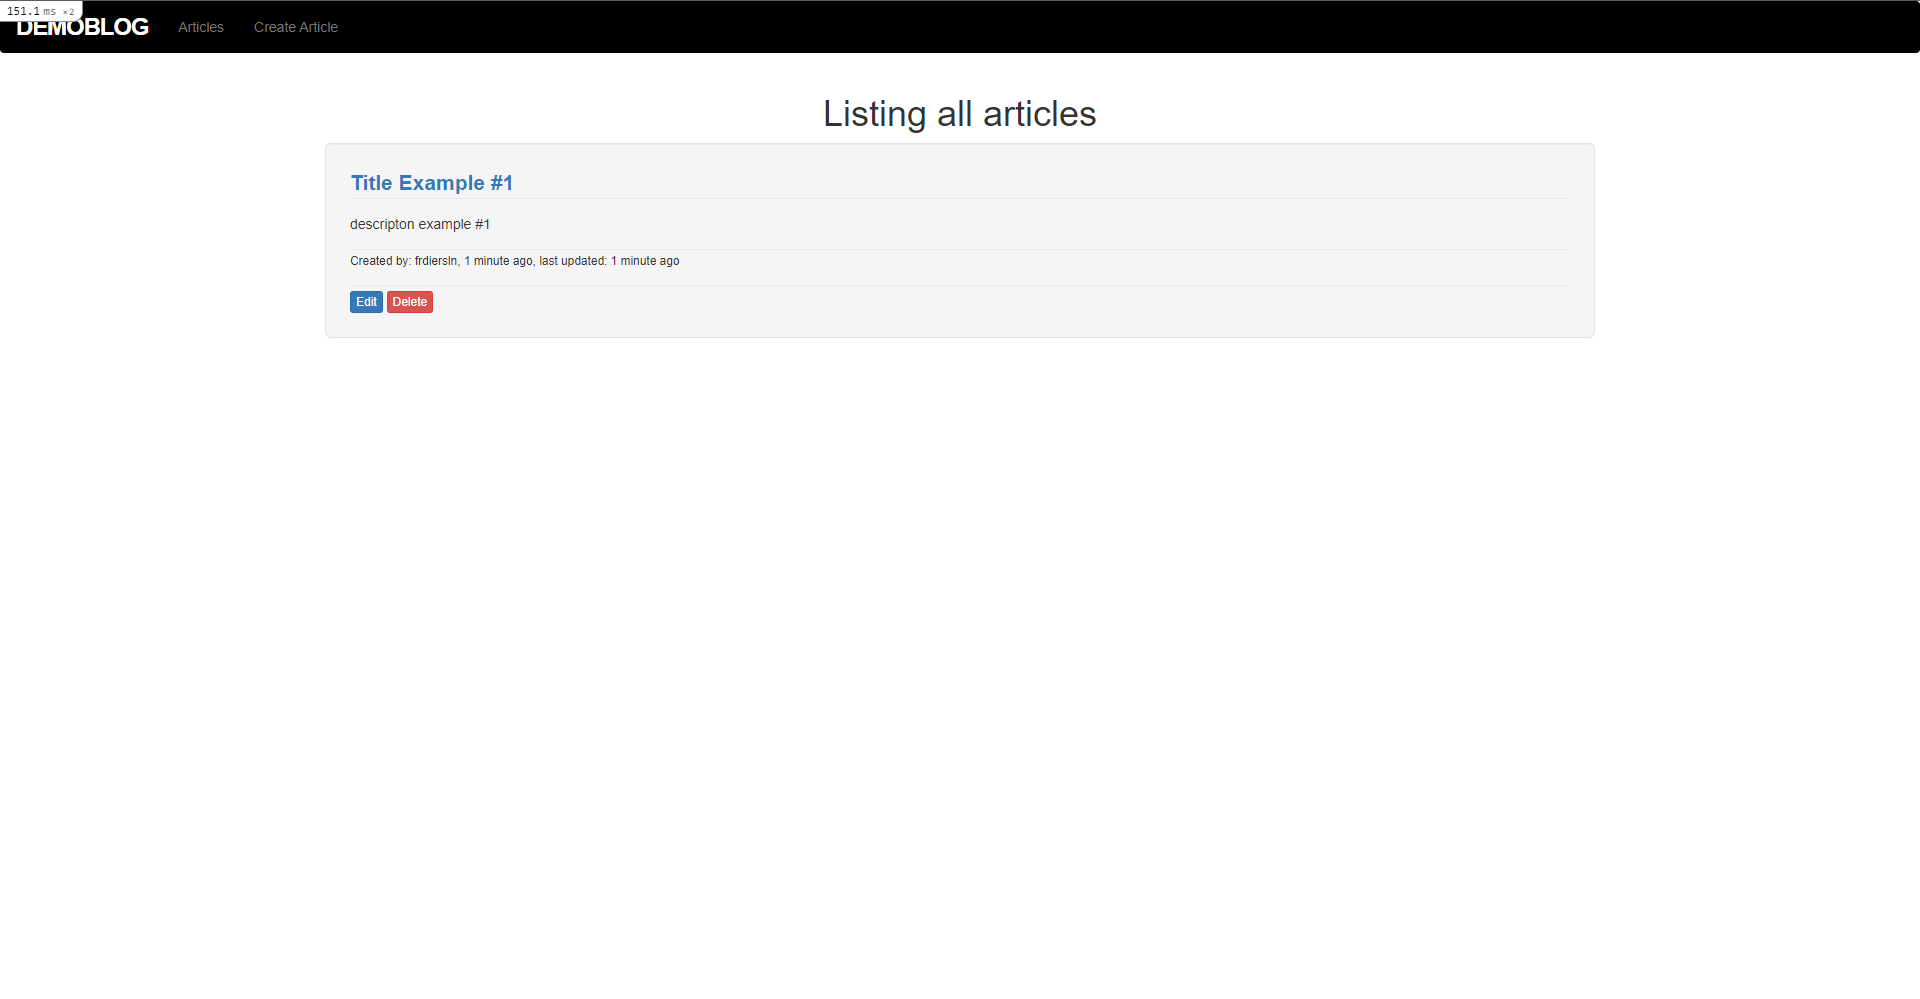 151.1 ms ×2
DEMOBLOG Articles Create Article
Listing all articles
Title Example #1
descripton example #1
Created by: frdiersln, 1 minute ago, last updated: 1 minute ago
Edit Delete